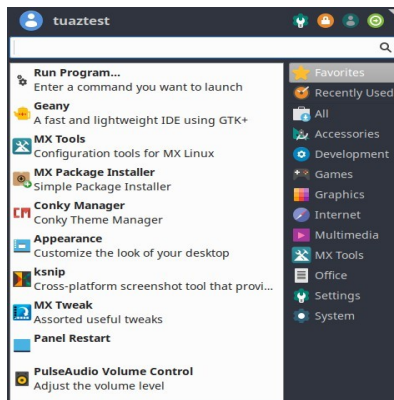 tuaztest
Run Program...
Enter a command you want to launch
Geany
A fast and lightweight IDE using GTK+
MX Tools
Configuration tools for MX Linux
MX Package Installer
Simple Package Installer
Conky Manager
Conky Theme Manager
Appearance
Customize the look of your desktop
ksnip
Cross-platform screenshot tool that provi...
MX Tweak
Assorted useful tweaks
Panel Restart
PulseAudio Volume Control
Adjust the volume level
Favorites
Recently Used
All
Accessories
Development
Games
Graphics
Internet
Multimedia
MX Tools
Office
Settings
System